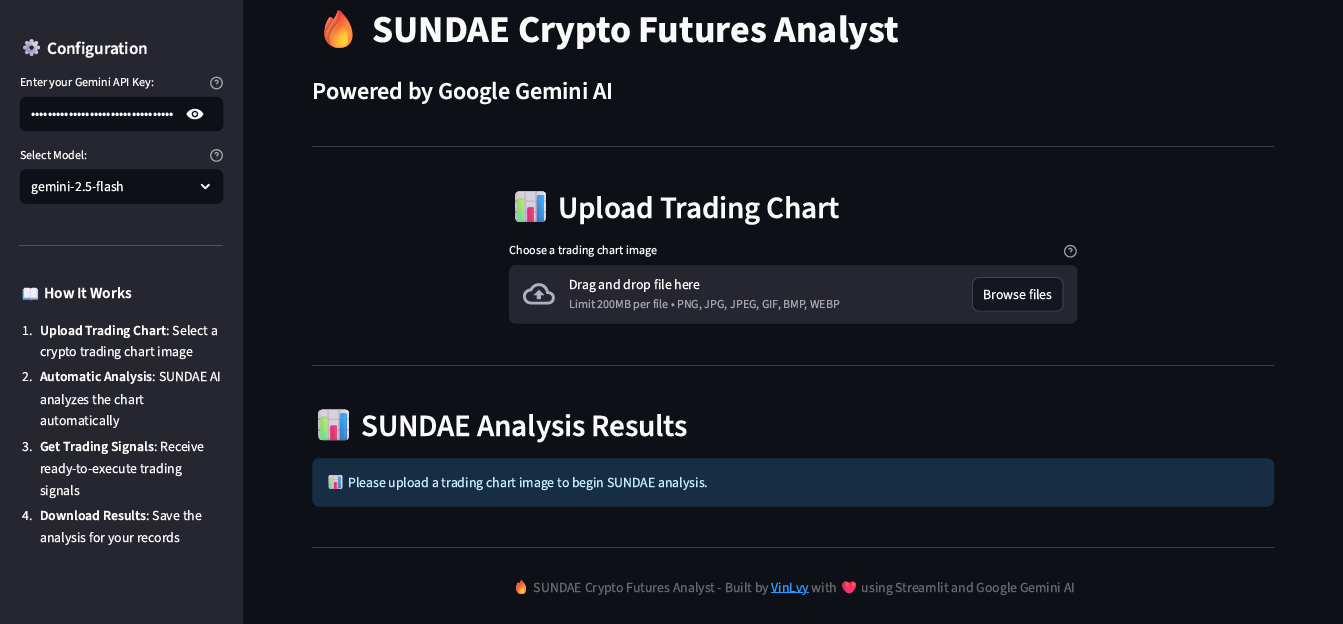 Configuration
Enter your Gemini API Key:
••••••••••••••••••••••••••••••••••
Select Model:
gemini-2.5-flash
How It Works
1. Upload Trading Chart: Select a
crypto trading chart image
2. Automatic Analysis: SUNDAE AI
analyzes the chart
automatically
3. Get Trading Signals: Receive
ready-to-execute trading
signals
4. Download Results: Save the
analysis for your records
SUNDAE Crypto Futures Analyst
Powered by Google Gemini AI
Upload Trading Chart
Choose a trading chart image
Drag and drop file here
Limit 200MB per file • PNG, JPG, JPEG, GIF, BMP, WEBP
Browse files
SUNDAE Analysis Results
Please upload a trading chart image to begin SUNDAE analysis.
SUNDAE Crypto Futures Analyst - Built by VinLvy with ❤ using Streamlit and Google Gemini AI